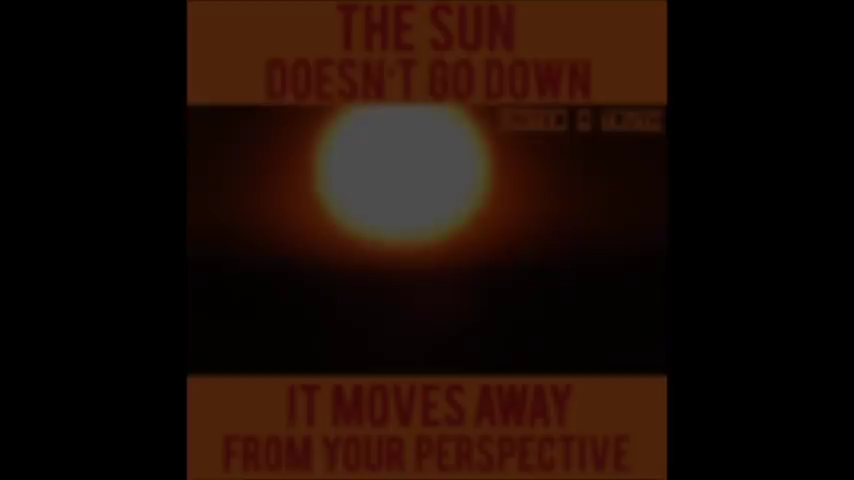 THE SUN
DOESN'T GO DOWN
IT MOVES AWAY
FROM YOUR PERSPECTIVE